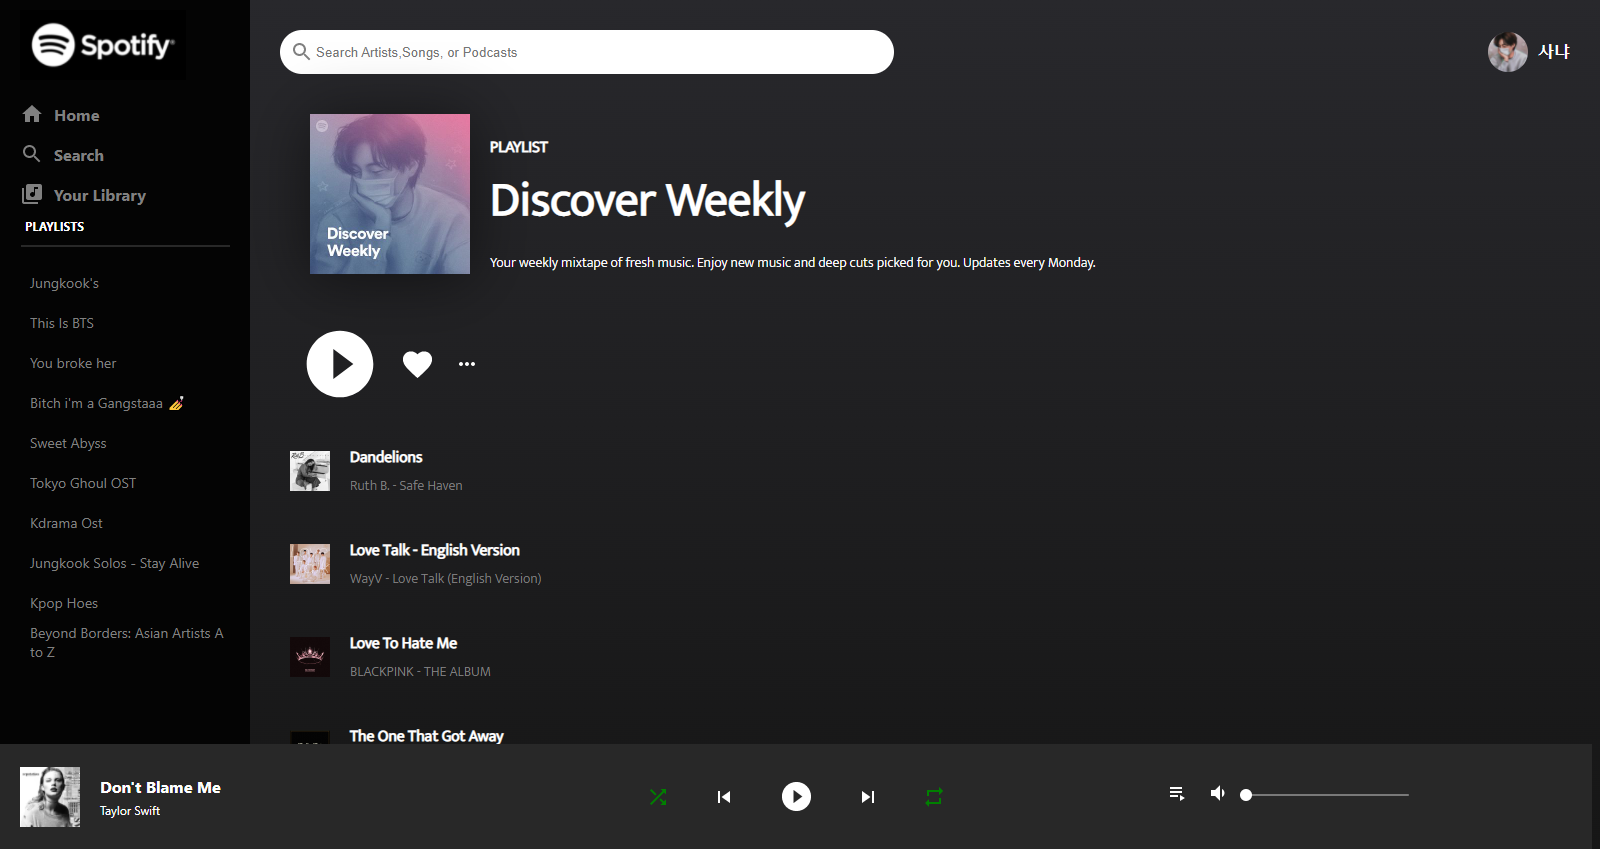 Spotify
Home
Search
Your Library
PLAYLISTS
Jungkook's
This Is BTS
You broke her
Bitch i'm a Gangstaaa 💅
Sweet Abyss
Tokyo Ghoul OST
Kdrama Ost
Jungkook Solos - Stay Alive
Kpop Hoes
Beyond Borders: Asian Artists A
to Z
Search Artists,Songs, or Podcasts
사냐
Discover
Weekly
PLAYLIST
Discover Weekly
Your weekly mixtape of fresh music. Enjoy new music and deep cuts picked for you. Updates every Monday.
Dandelions
Ruth B. - Safe Haven
Love Talk - English Version
WayV - Love Talk (English Version)
Love To Hate Me
BLACKPINK - THE ALBUM
The One That Got Away
Don't Blame Me
Taylor Swift